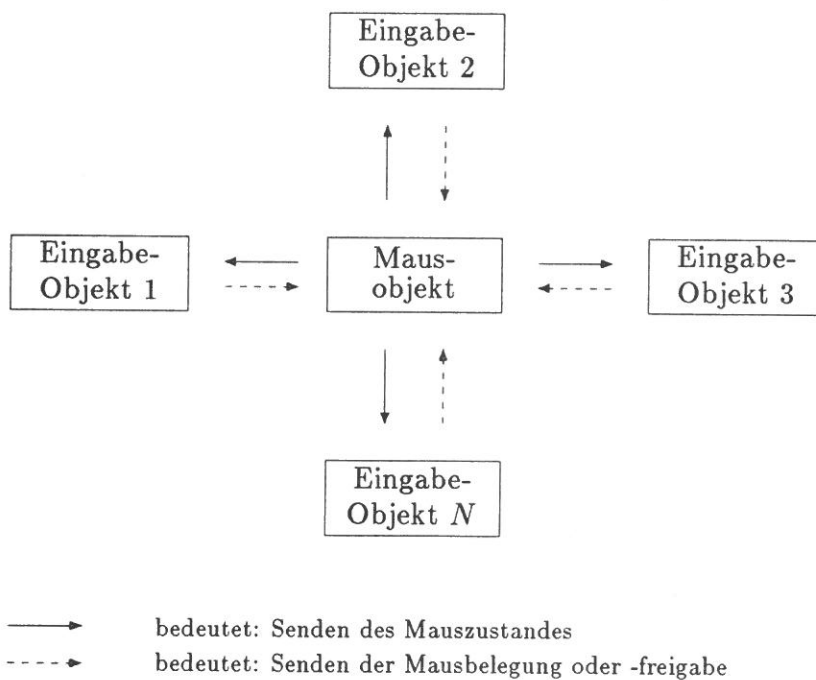 Eingabe-
Objekt 2
Eingabe-
Objekt 1
Maus-
objekt
Eingabe-
Objekt 3
Eingabe-
Objekt N
bedeutet: Senden des Mauszustandes
bedeutet: Senden der Mausbelegung oder -freigabe